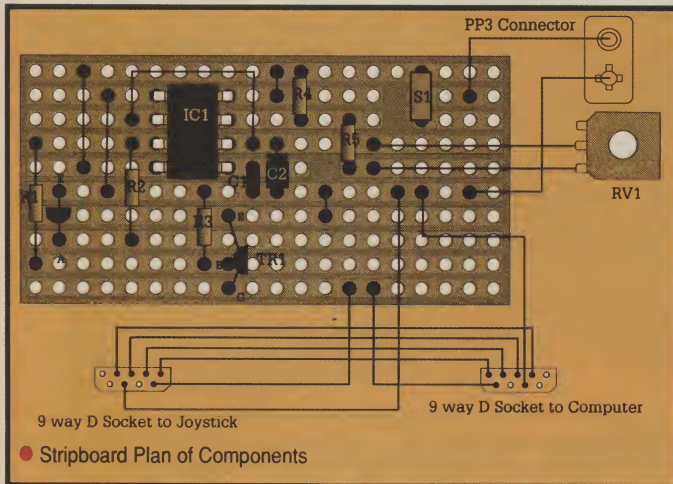 PP3 Connector
R4
S1
IC1
R5
RV1
R2
C1
C2
R1
K
R3
E
A
B
TR1
C
9 way D Socket to Joystick
9 way D Socket to Computer
Stripboard Plan of Components